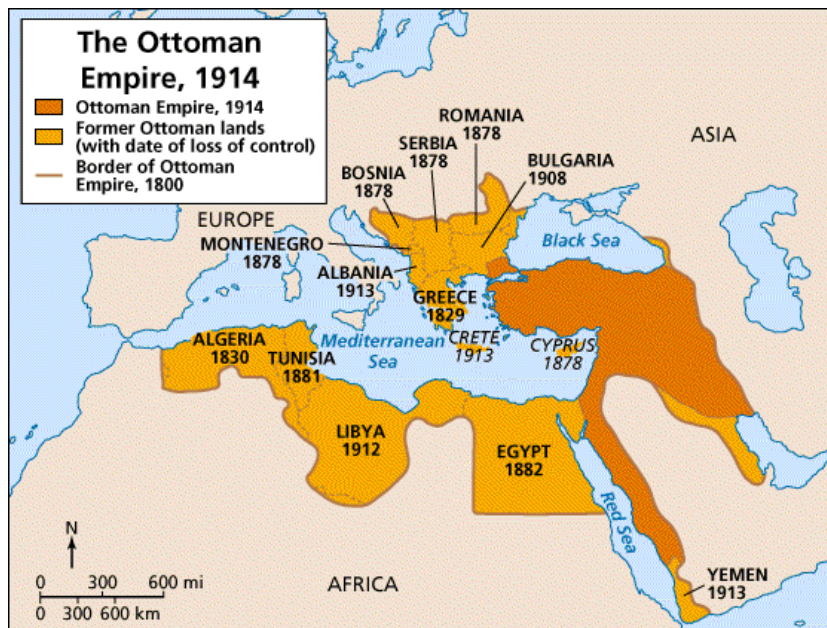 The Ottoman
Empire, 1914
Ottoman Empire, 1914
Former Ottoman lands
(with date of loss of control)
Border of Ottoman
Empire, 1800
ROMANIA
1878
SERBIA
1878
BOSNIA
1878
BULGARIA
1908
ASIA
EUROPE
MONTENEGRO
1878
Black Sea
ALBANIA
1913
GREECE
1829
CRETE
1913
CYPRUS
1878
ALGERIA
1830
TUNISIA
1881
Mediterranean
Sea
LIBYA
1912
EGYPT
1882
Red Sea
YEMEN
1913
AFRICA
N
0 300 600 mi
0 300 600 km